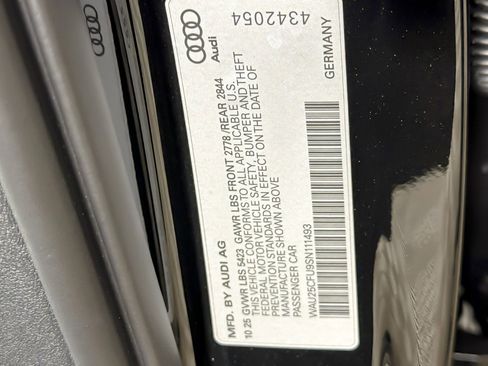 MFD. BY AUDI AG
10 25 GVWR LBS 5423 GAWR LBS FRONT 2778 /REAR 2844
THIS VEHICLE CONFORMS TO ALL APPLICABLE U.S.
FEDERAL MOTOR VEHICLE SAFETY, BUMPER AND THEFT
PREVENTION STANDARDS IN EFFECT ON THE DATE OF
MANUFACTURE SHOWN ABOVE
PASSENGER CAR
WAU25CFU9SN111493
GERMANY
Audi
4342054